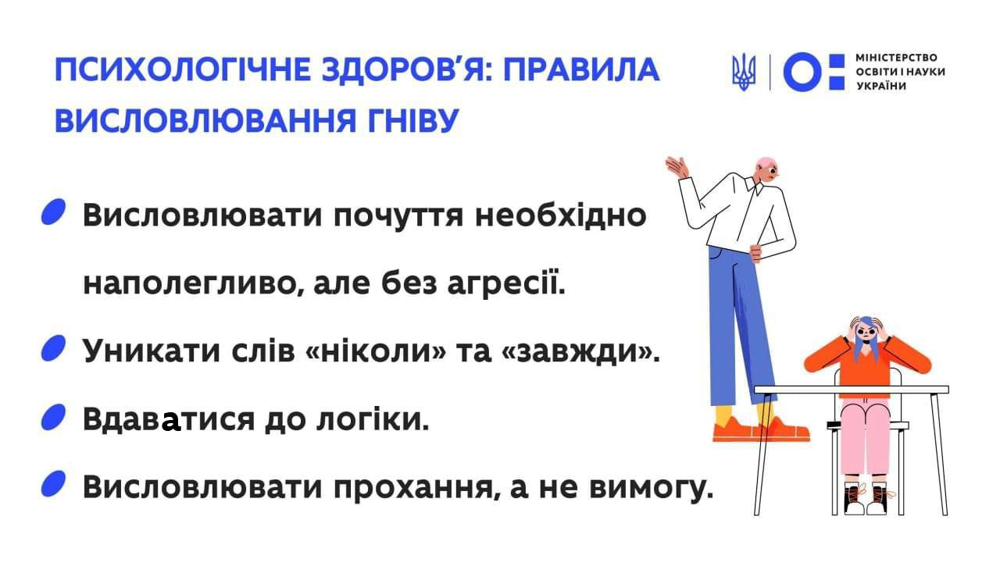 ПСИХОЛОГІЧНЕ ЗДОРОВ’Я: ПРАВИЛА
ВИСЛОВЛЮВАННЯ ГНІВУ
МІНІСТЕРСТВО
ОСВІТИ І НАУКИ
УКРАЇНИ
Висловлювати почуття необхідно
наполегливо, але без агресії.
Уникати слів «ніколи» та «завжди».
Вдаватися до логіки.
Висловлювати прохання, а не вимогу.